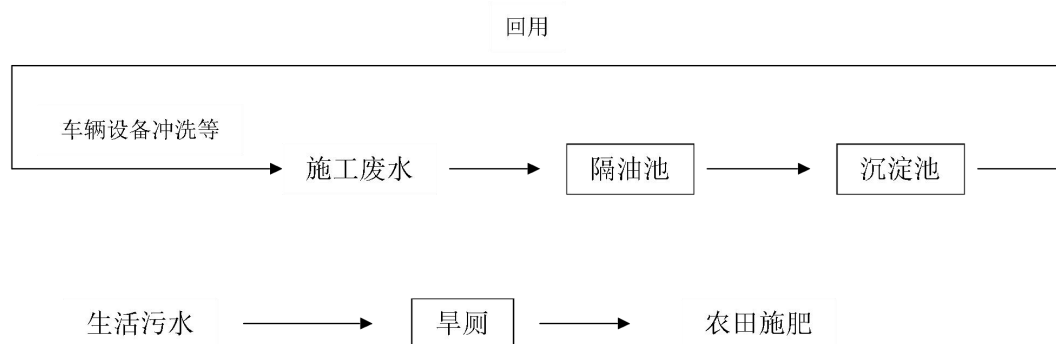 回用
车辆设备冲洗等
施工废水
隔油池
沉淀池
生活污水
旱厕
农田施肥